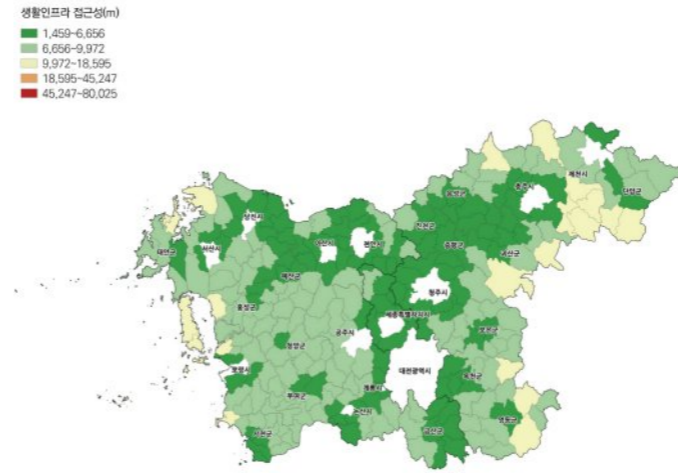 생활인프라 접근성(m)
1,459~6,656
6,656~9,972
9,972~18,595
18,595~45,247
45,247~80,025
제천시
단양군
충주시
음성군
진천군
증평군
괴산군
당진시
태안군
서산시
아산시
천안시
예산군
청주시
홍성군
세종특별자치시
보은군
공주시
청양군
대전광역시
보령시
옥천군
계룡시
부여군
논산시
영동군
서천군
금산군